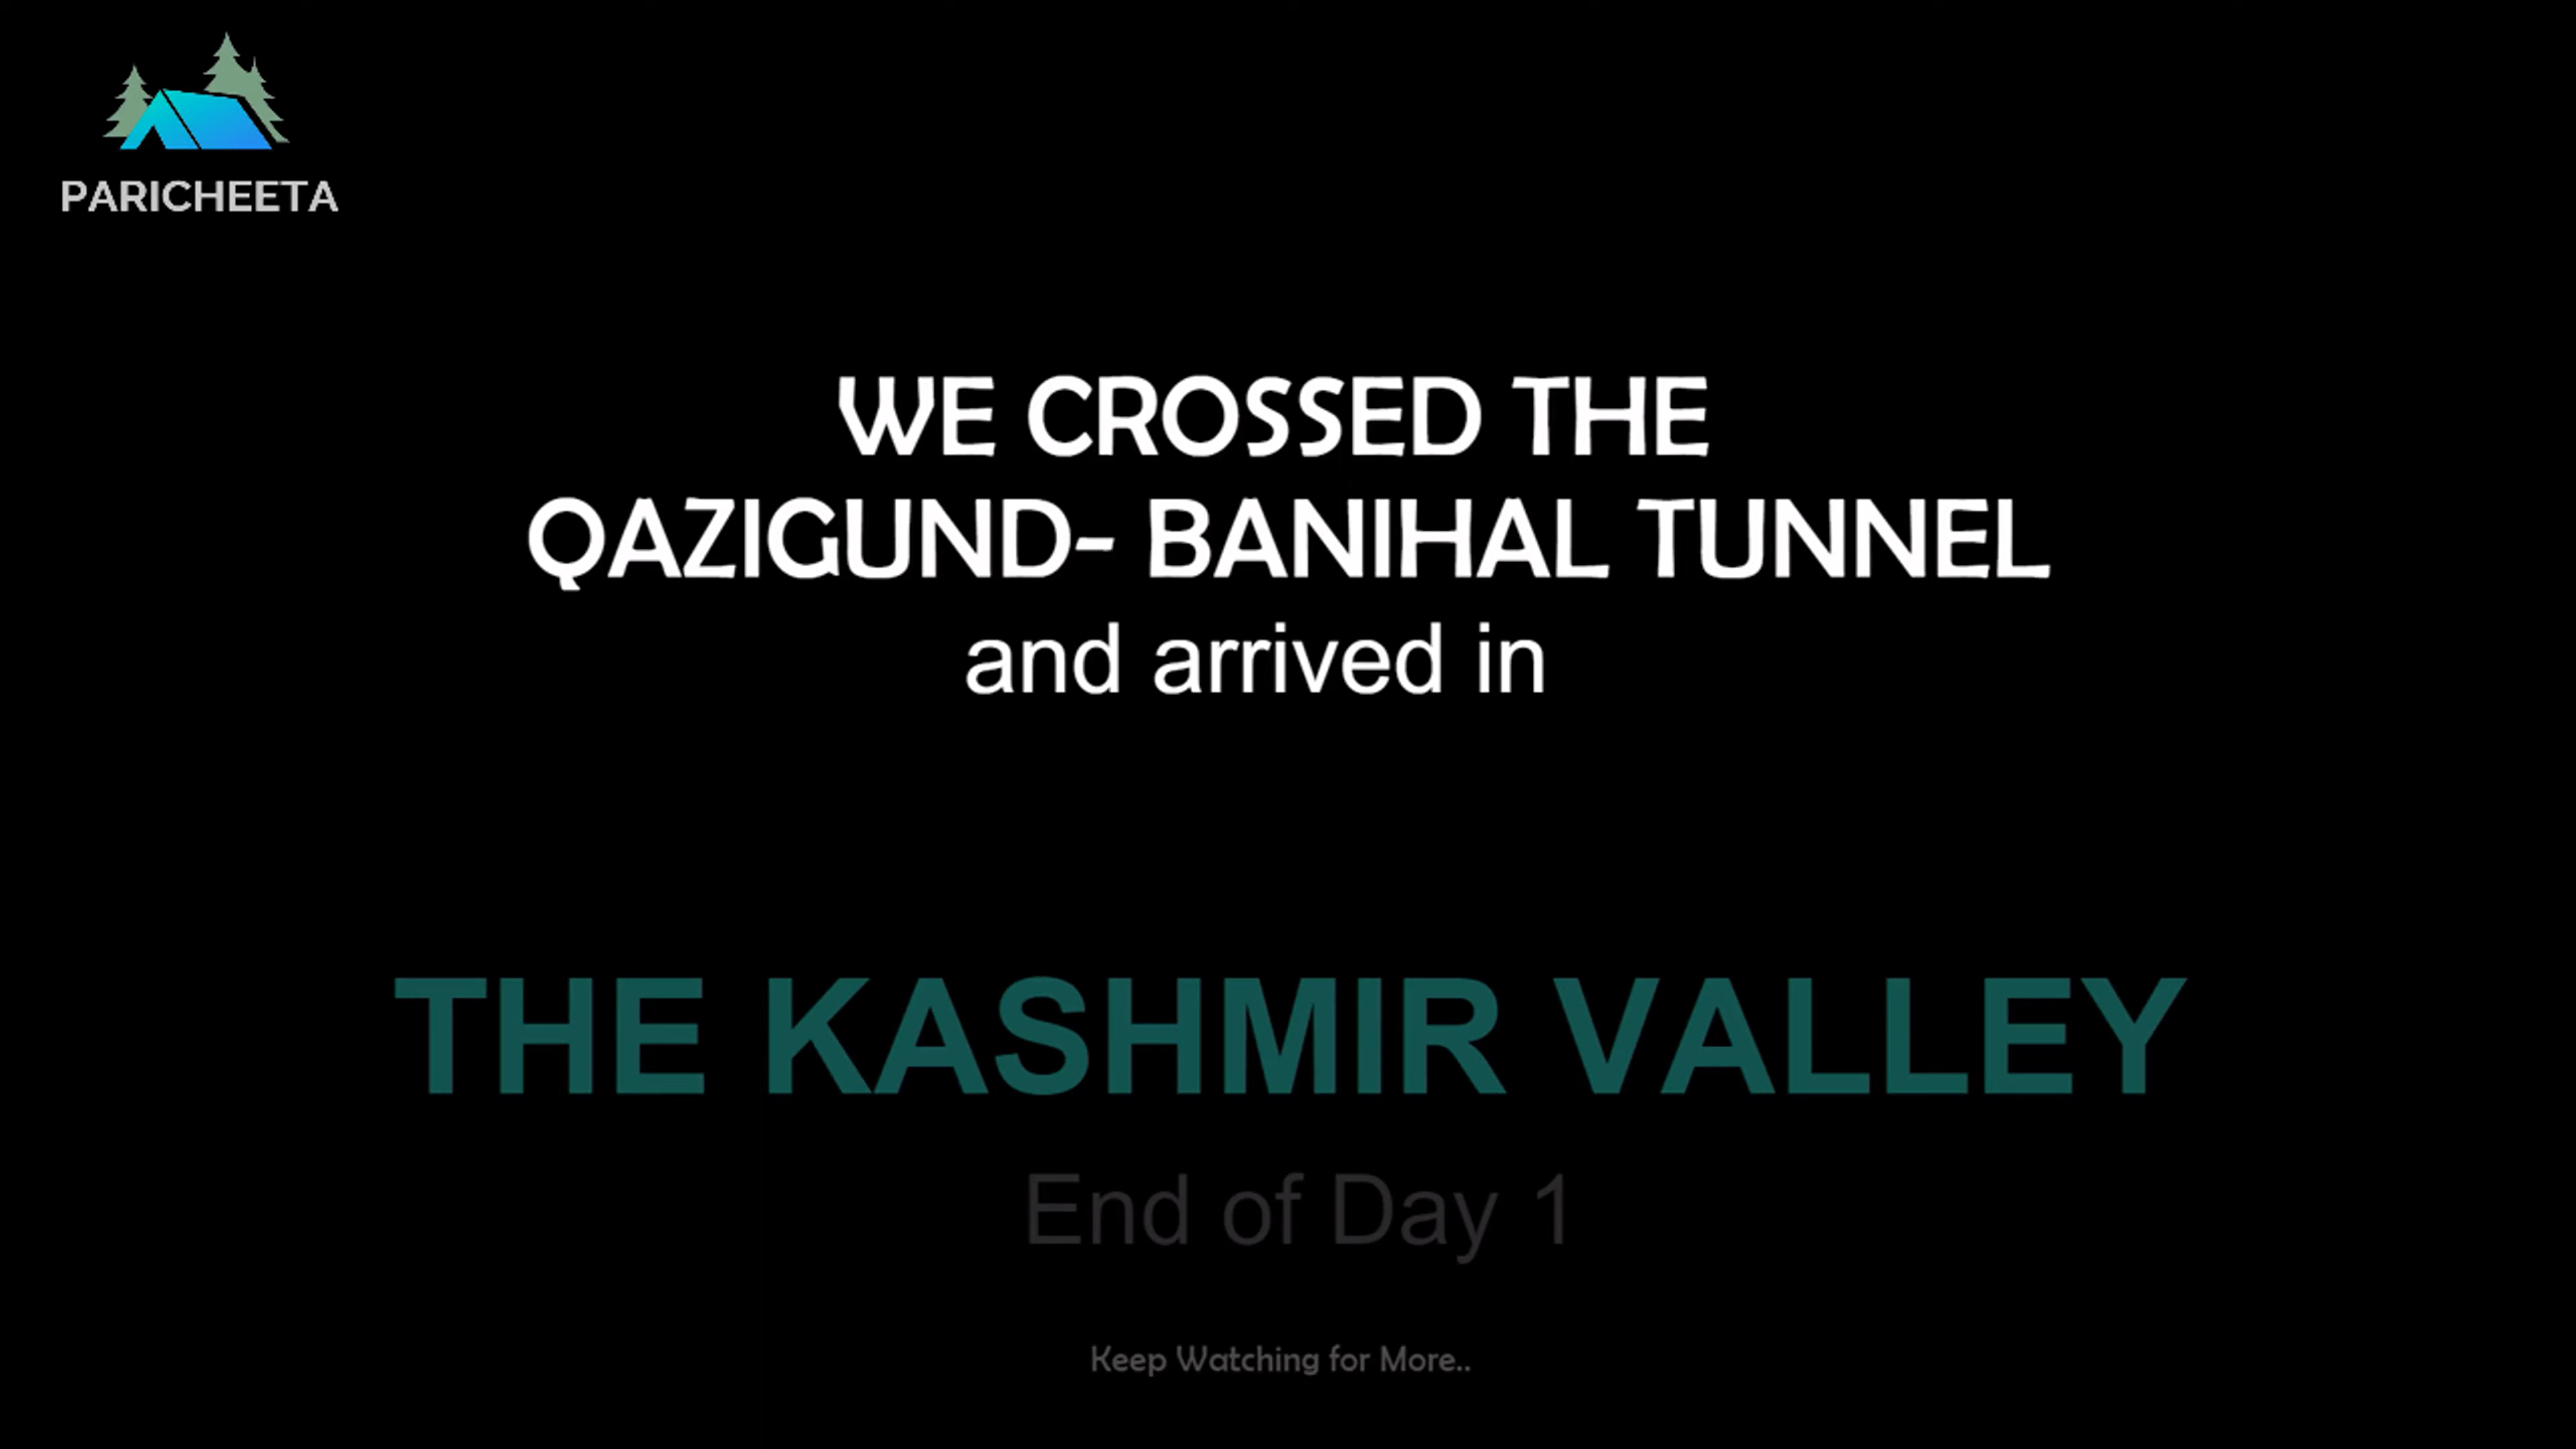 PARICHEETA
WE CROSSED THE
QAZIGUND- BANIHAL TUNNEL
and arrived in
THE KASHMIR VALLEY
End of Day 1
Keep Watching for More..